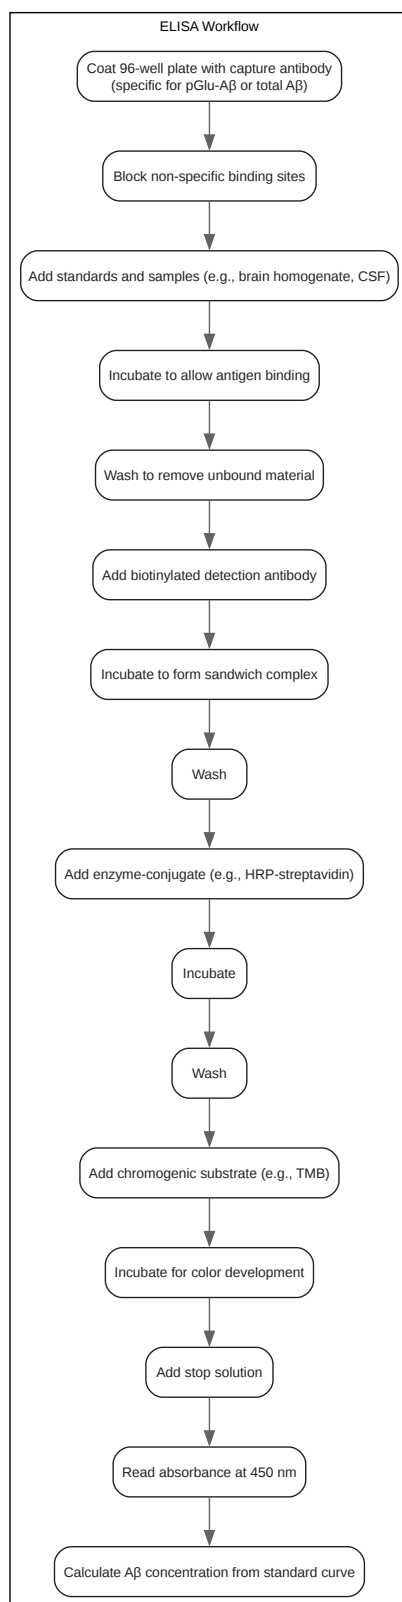 ELISA Workflow
Coat 96-well plate with capture antibody
(specific for pGlu-Aβ or total Aβ)
Block non-specific binding sites
Add standards and samples (e.g., brain homogenate, CSF)
Incubate to allow antigen binding
Wash to remove unbound material
Add biotinylated detection antibody
Incubate to form sandwich complex
Wash
Add enzyme-conjugate (e.g., HRP-streptavidin)
Incubate
Wash
Add chromogenic substrate (e.g., TMB)
Incubate for color development
Add stop solution
Read absorbance at 450 nm
Calculate Aβ concentration from standard curve